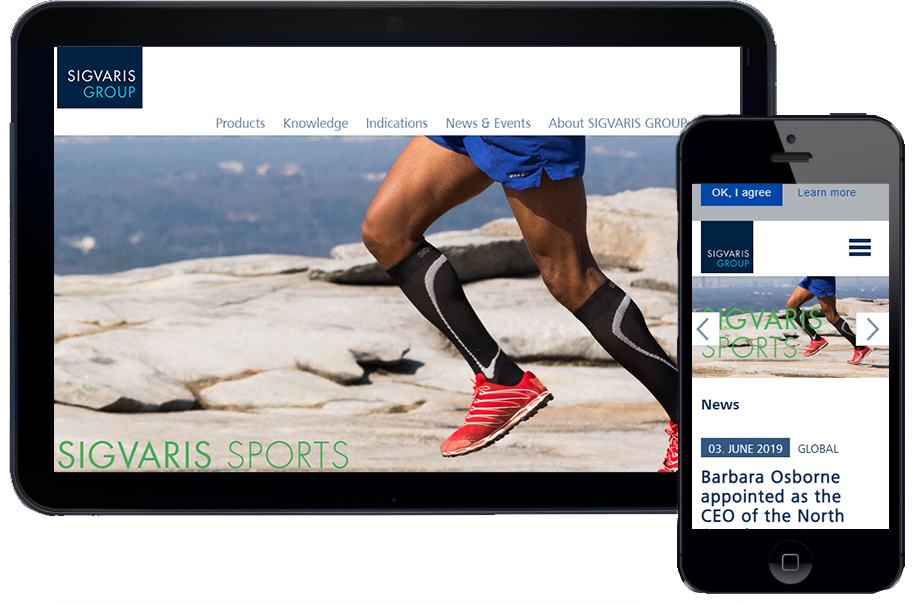 SIGVARIS
GROUP
Products Knowledge Indications News & Events About SIGVARIS GROUP
SIG
SIGVARIS SPORTS
OK, I agree Learn more
SIGVARIS
GROUP
SIGVARIS
SPORTS
News
03. JUNE 2019 GLOBAL
Barbara Osborne
appointed as the
CEO of the North